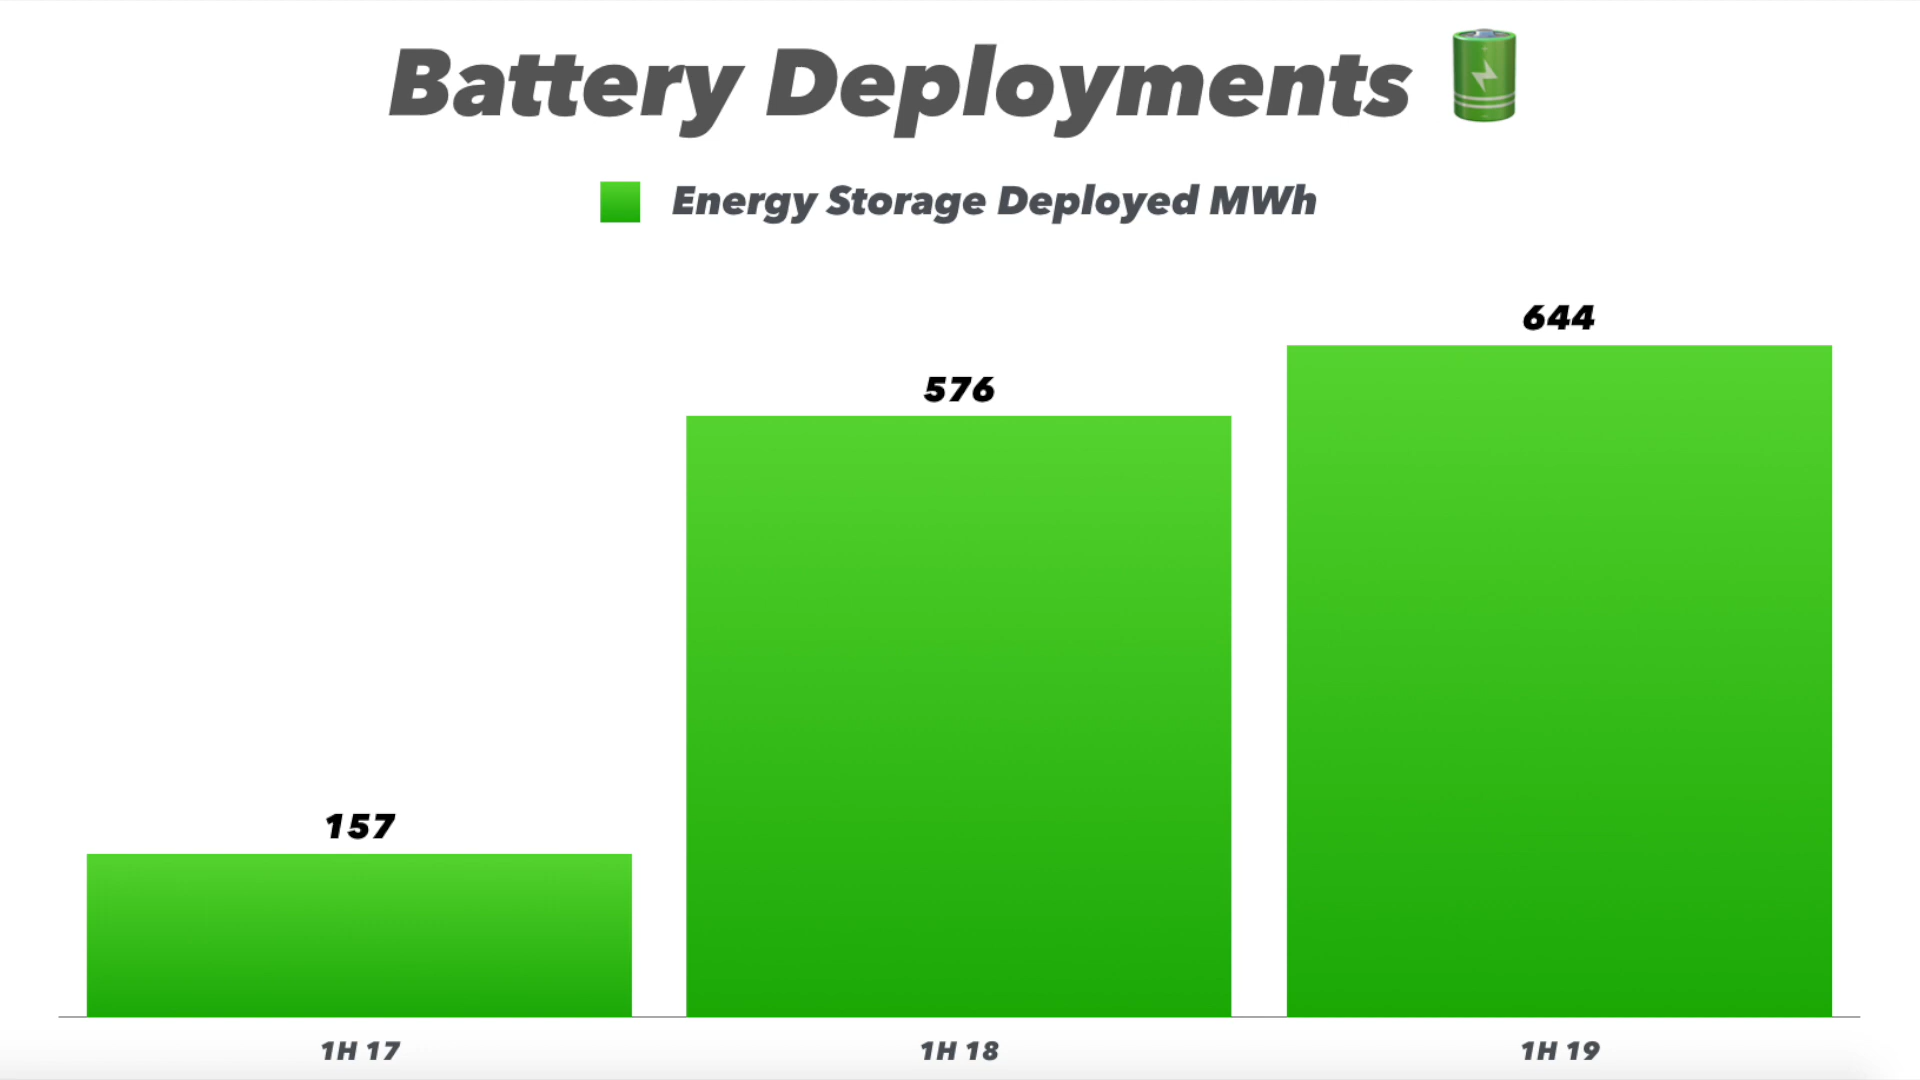 Battery Deployments
Energy Storage Deployed MWh
644
576
157
1H 17
1H 18
1H 19